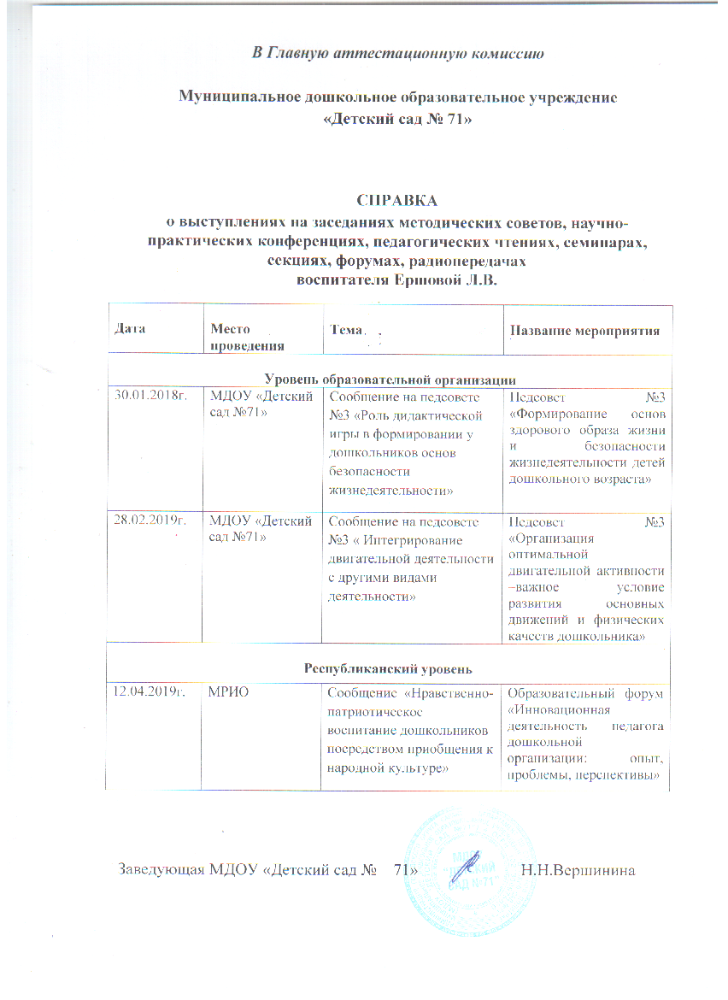 В Главную аттестационную комиссию
Муниципальное дошкольное образовательное учреждение
«Детский сад № 71»
СПРАВКА
о выступлениях на заседаниях методических советов, научно-
практических конференциях, педагогических чтениях, семинарах,
секциях, форумах, радиопередачах
воспитателя Ершовой Л.В.
Дата
Место
проведения
Тема
Название мероприятия
Уровень образовательной организации
30.01.2018г.
МДОУ «Детский
сад №71»
Сообщение на педсовете
№3 «Роль дидактической
игры в формировании у
дошкольников основ
безопасности
жизнедеятельности»
Педсовет №3
«Формирование основ
здорового образа жизни
и безопасности
жизнедеятельности детей
дошкольного возраста»
28.02.2019г.
МДОУ «Детский
сад №71»
Сообщение на педсовете
№3 « Интегрирование
двигательной деятельности
с другими видами
деятельности»
Педсовет №3
«Организация
оптимальной
двигательной активности
–важное условие
развития основных
движений и физических
качеств дошкольника»
Республиканский уровень
12.04.2019г.
МРИО
Сообщение «Нравственно-
патриотическое
воспитание дошкольников
посредством приобщения к
народной культуре»
Образовательный форум
«Инновационная
деятельность педагога
дошкольной
организации: опыт,
проблемы, перспективы»
Заведующая МДОУ «Детский сад № 71» Н.Н.Вершинина